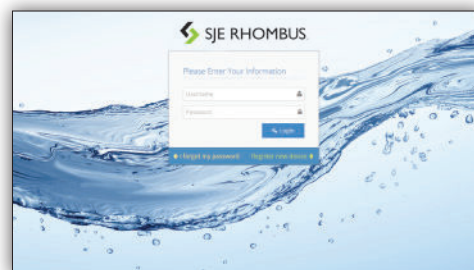 SJE RHOMBUS
Please Enter Your Information
Username
Password
Login
I forgot my password
Register new device